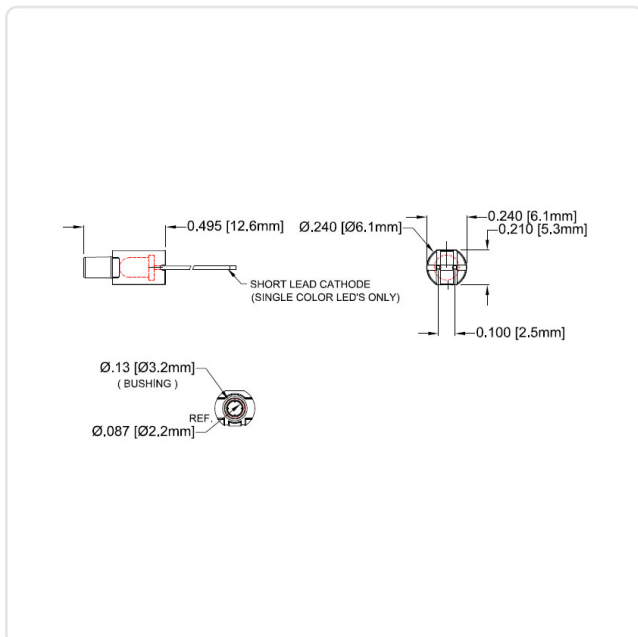 0.495 [12.6mm]
Ø.240 [Ø6.1mm]
0.240 [6.1mm]
0.210 [5.3mm]
SHORT LEAD CATHODE
(SINGLE COLOR LED'S ONLY)
0.100 [2.5mm]
Ø.13 [Ø3.2mm]
( BUSHING )
REF.
Ø.087 [Ø2.2mm]